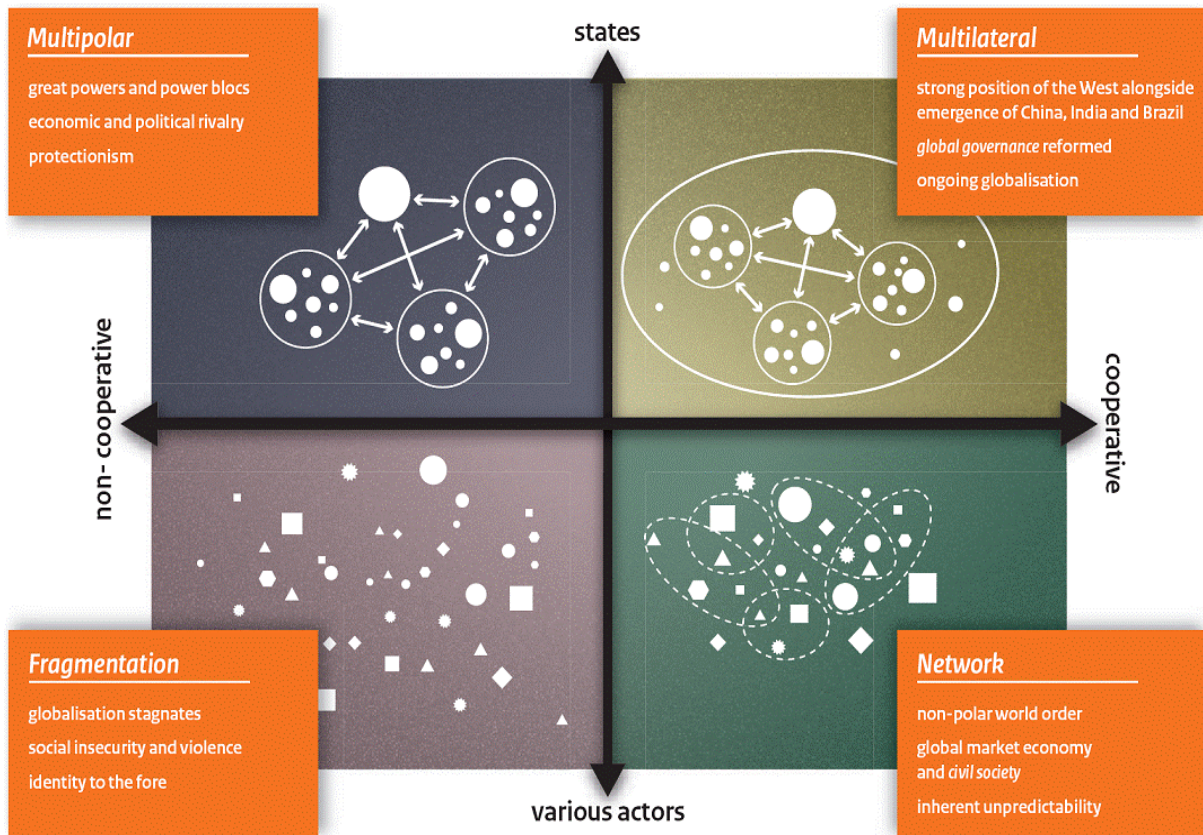 states
Multipolar
great powers and power blocs
economic and political rivalry
protectionism
Multilateral
strong position of the West alongside
emergence of China, India and Brazil
global governance reformed
ongoing globalisation
non- cooperative
cooperative
Fragmentation
globalisation stagnates
social insecurity and violence
identity to the fore
Network
non-polar world order
global market economy
and civil society
inherent unpredictability
various actors